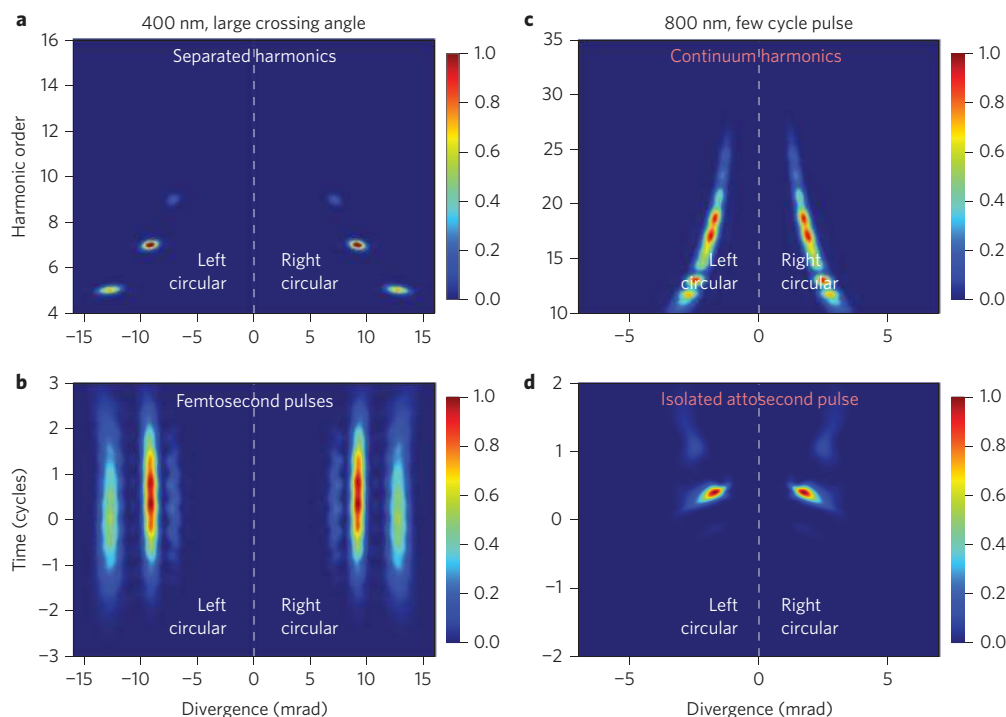 a
400 nm, large crossing angle
16
14
12
10
8
6
4
Harmonic order
Separated harmonics
Left
circular
Right
circular
−15
−10
−5
0
5
10
15
1.0
0.8
0.6
0.4
0.2
0.0
b
3
2
1
0
−1
−2
−3
Time (cycles)
Femtosecond pulses
Left
circular
Right
circular
−15
−10
−5
0
5
10
15
Divergence (mrad)
1.0
0.8
0.6
0.4
0.2
0.0
c
800 nm, few cycle pulse
35
30
25
20
15
10
Continuum harmonics
Left
circular
Right
circular
−5
0
5
1.0
0.8
0.6
0.4
0.2
0.0
d
2
1
0
−1
−2
Isolated attosecond pulse
Left
circular
Right
circular
−5
0
5
Divergence (mrad)
1.0
0.8
0.6
0.4
0.2
0.0